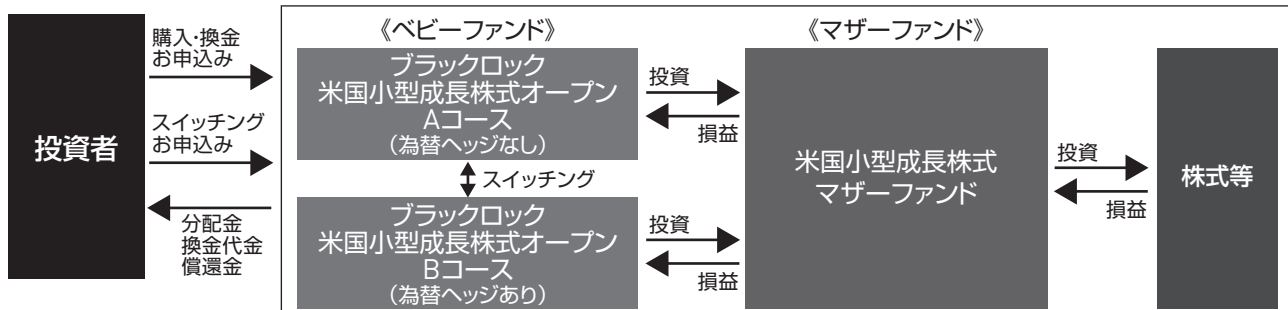 投資者
購入･換金
お申込み
スイッチング
お申込み
分配金
換金代金
償還金
《ベビーファンド》
ブラックロック
米国小型成長株式オープン
Aコース
（為替ヘッジなし）
スイッチング
ブラックロック
米国小型成長株式オープン
Bコース
（為替ヘッジあり）
投資
損益
投資
損益
《マザーファンド》
米国小型成長株式
マザーファンド
投資
損益
株式等